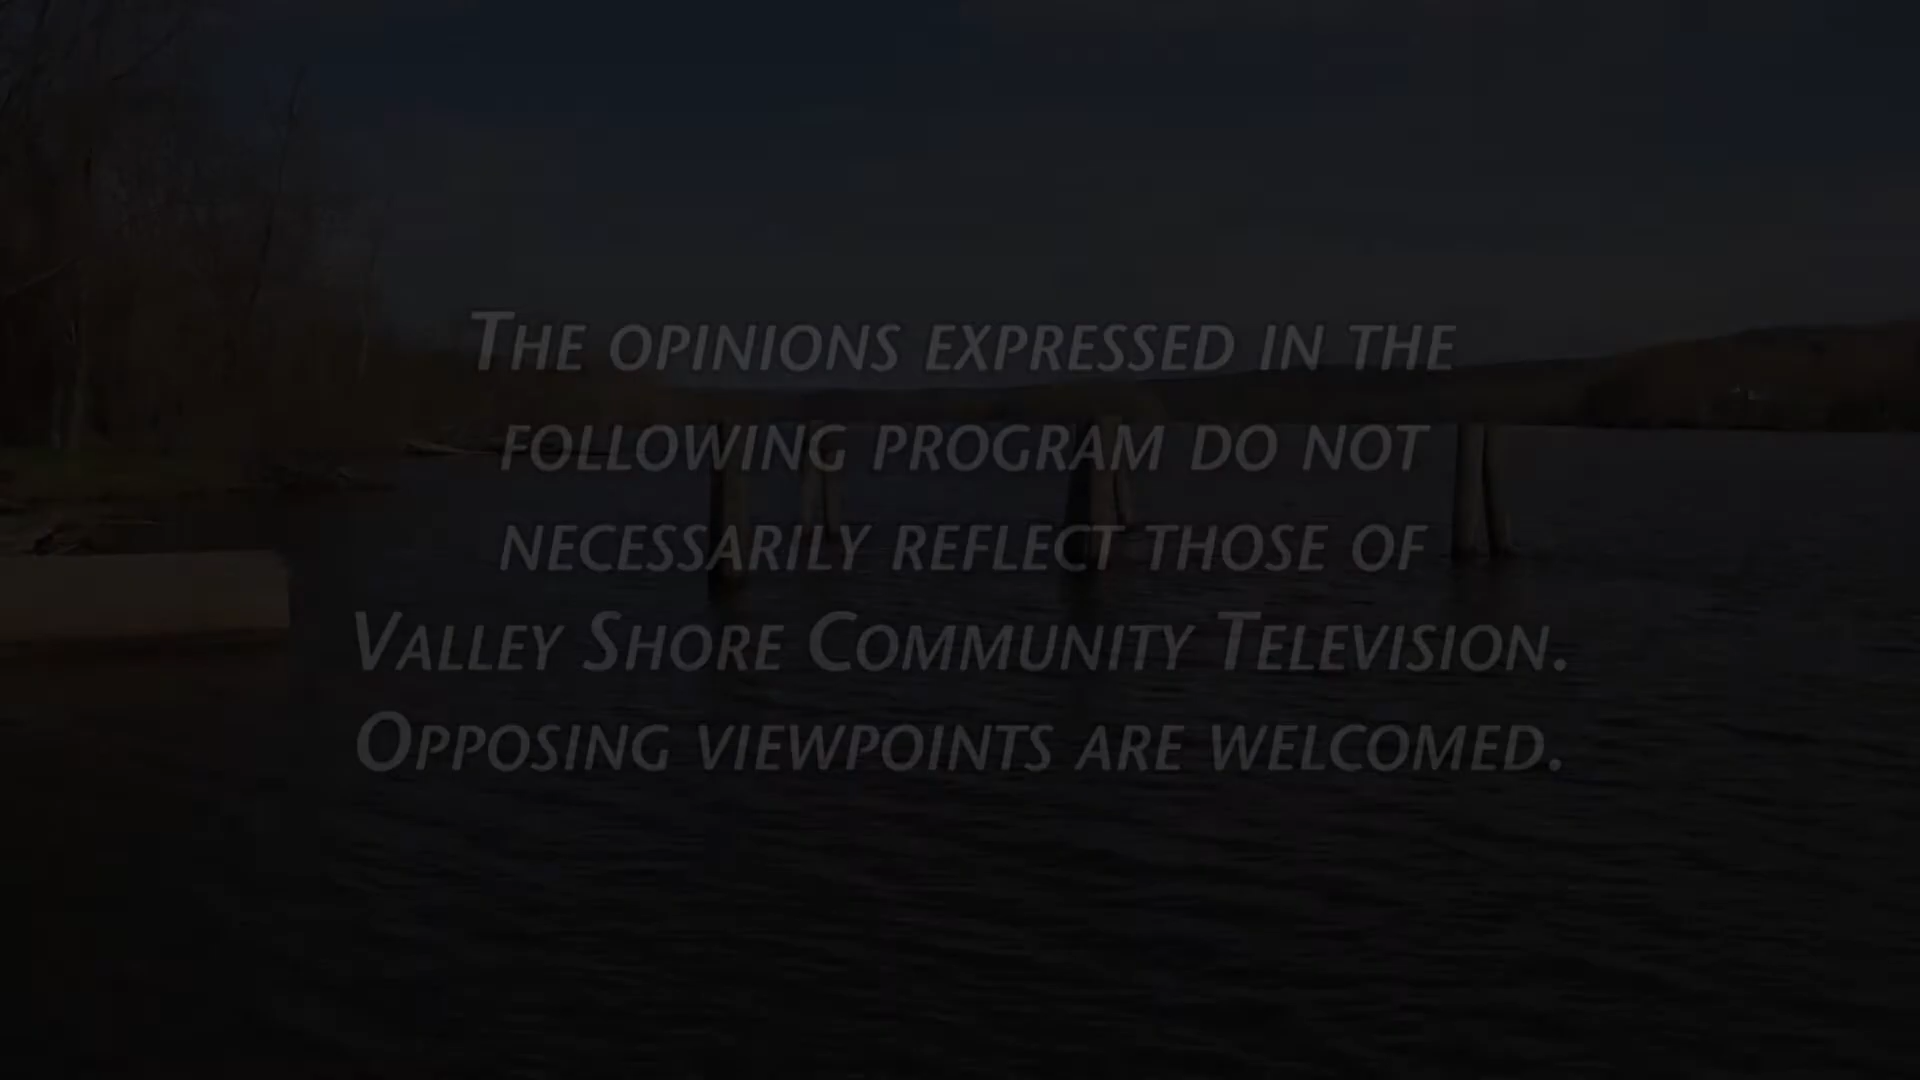 The opinions expressed in the
following program do not
necessarily reflect those of
Valley Shore Community Television.
Opposing viewpoints are welcomed.